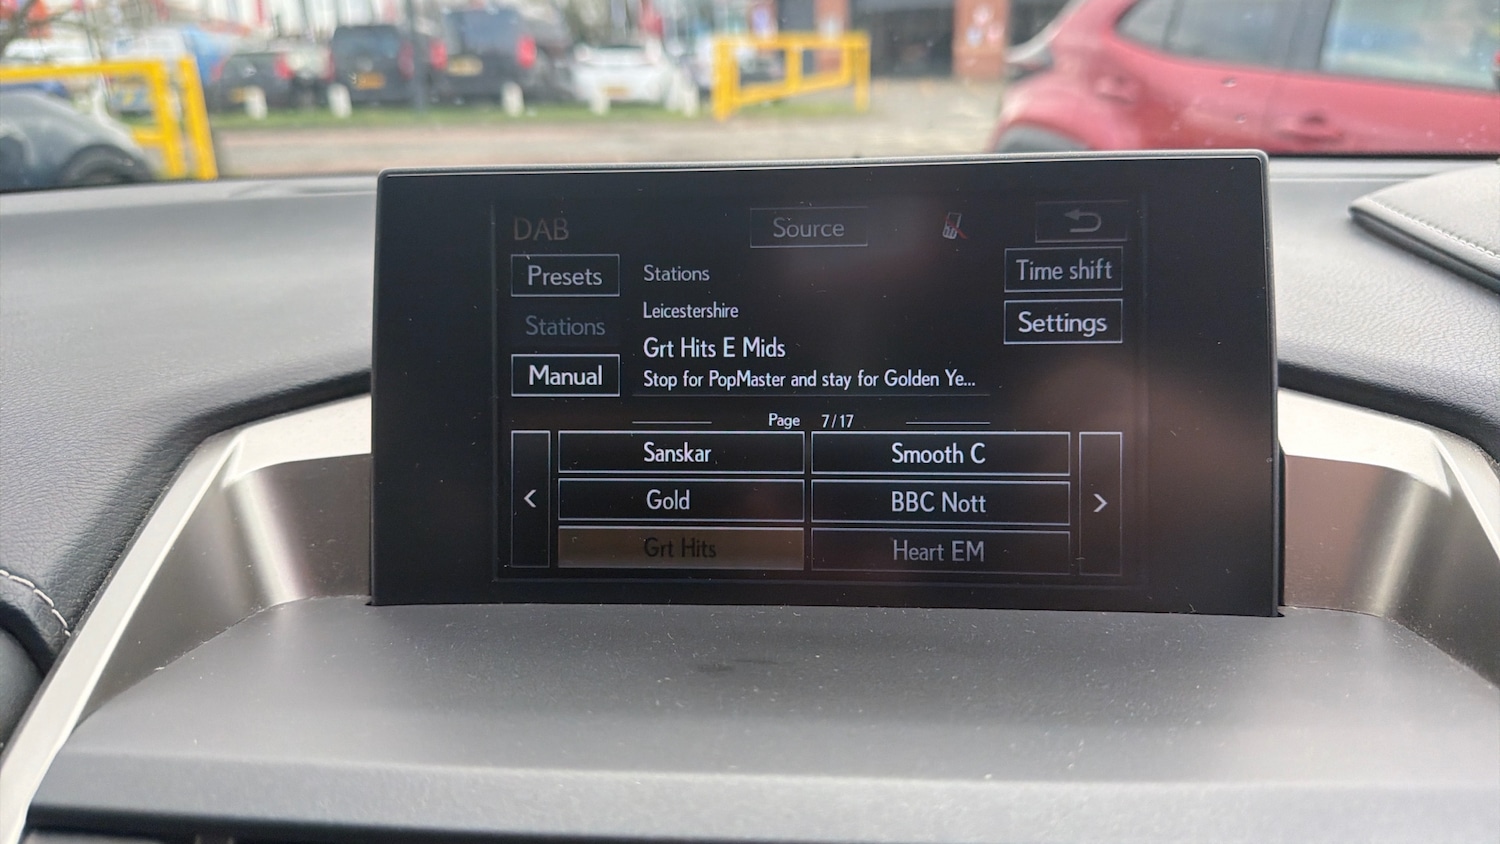 DAB
Source
Presets
Stations
Time shift
Stations
Leicestershire
Settings
Grt Hits E Mids
Manual
Stop for PopMaster and stay for Golden Ye...
Page 7/17
Sanskar
Smooth C
<
Gold
BBC Nott
>
Grt Hits
Heart EM